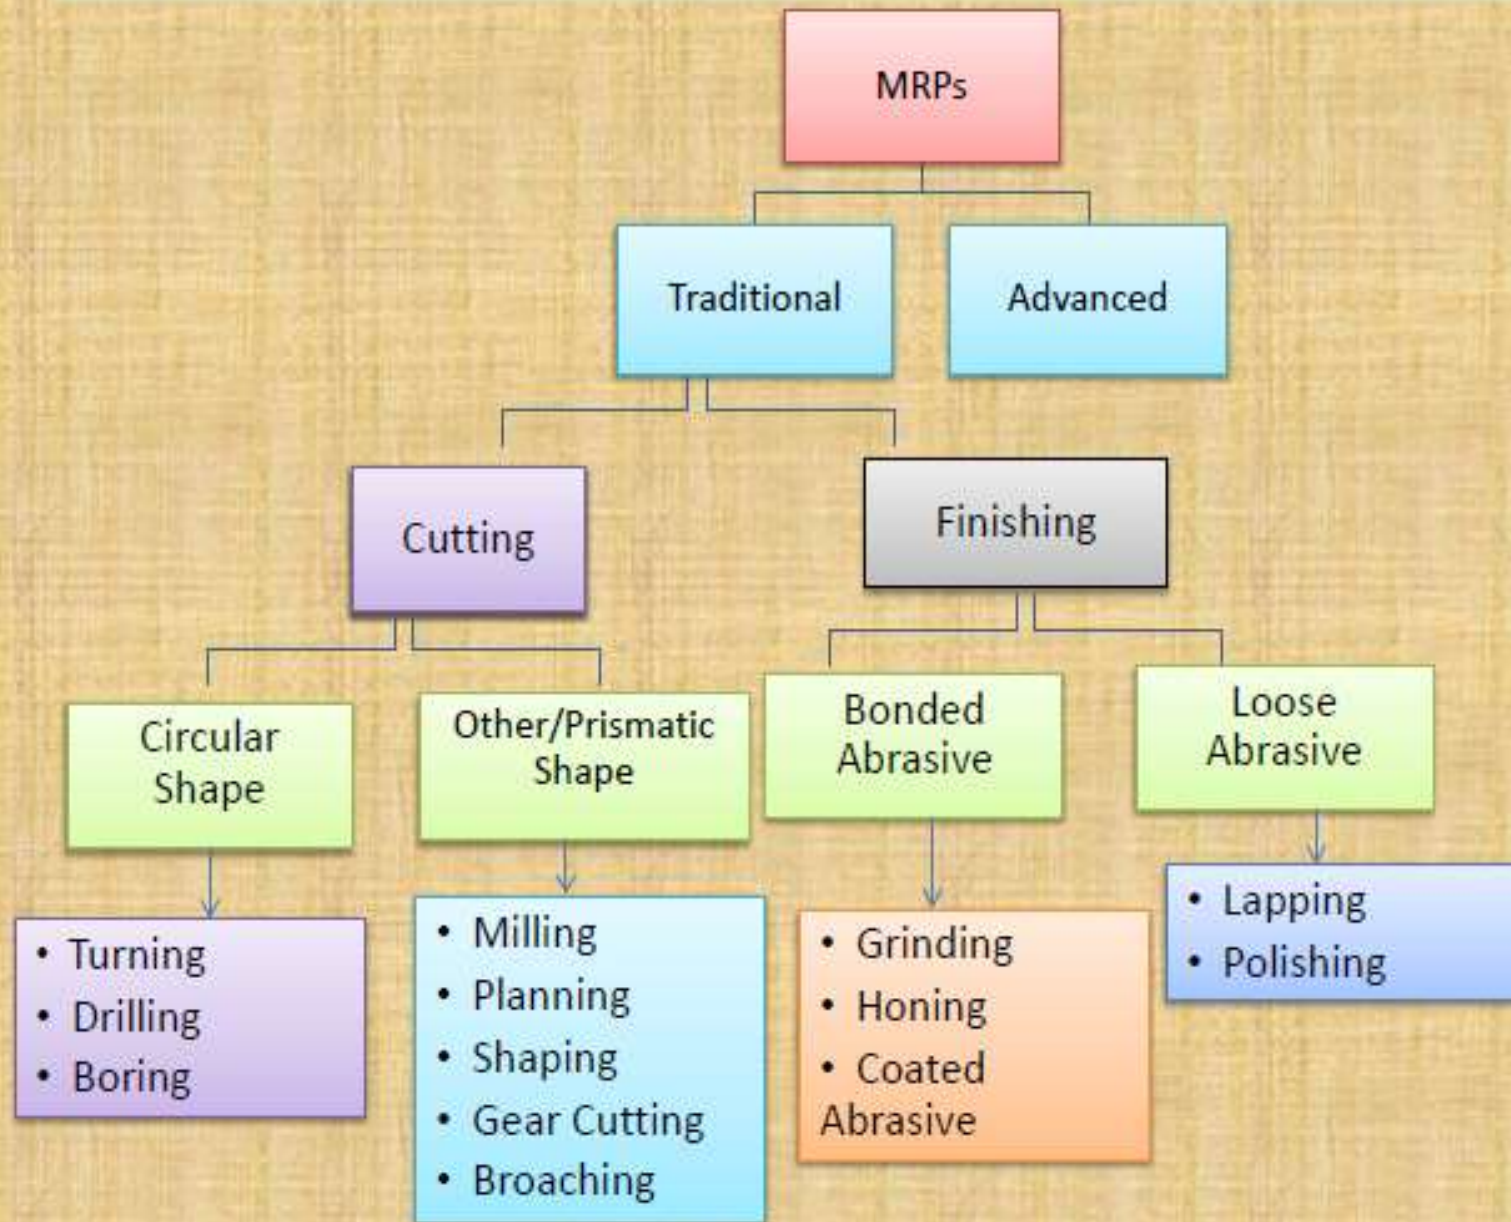 MRPs
Traditional
Advanced
Cutting
Finishing
Circular
Shape
Other/Prismatic
Shape
Bonded
Abrasive
Loose
Abrasive
• Turning
• Drilling
• Boring
• Milling
• Planning
• Shaping
• Gear Cutting
• Broaching
• Grinding
• Honing
• Coated
Abrasive
• Lapping
• Polishing